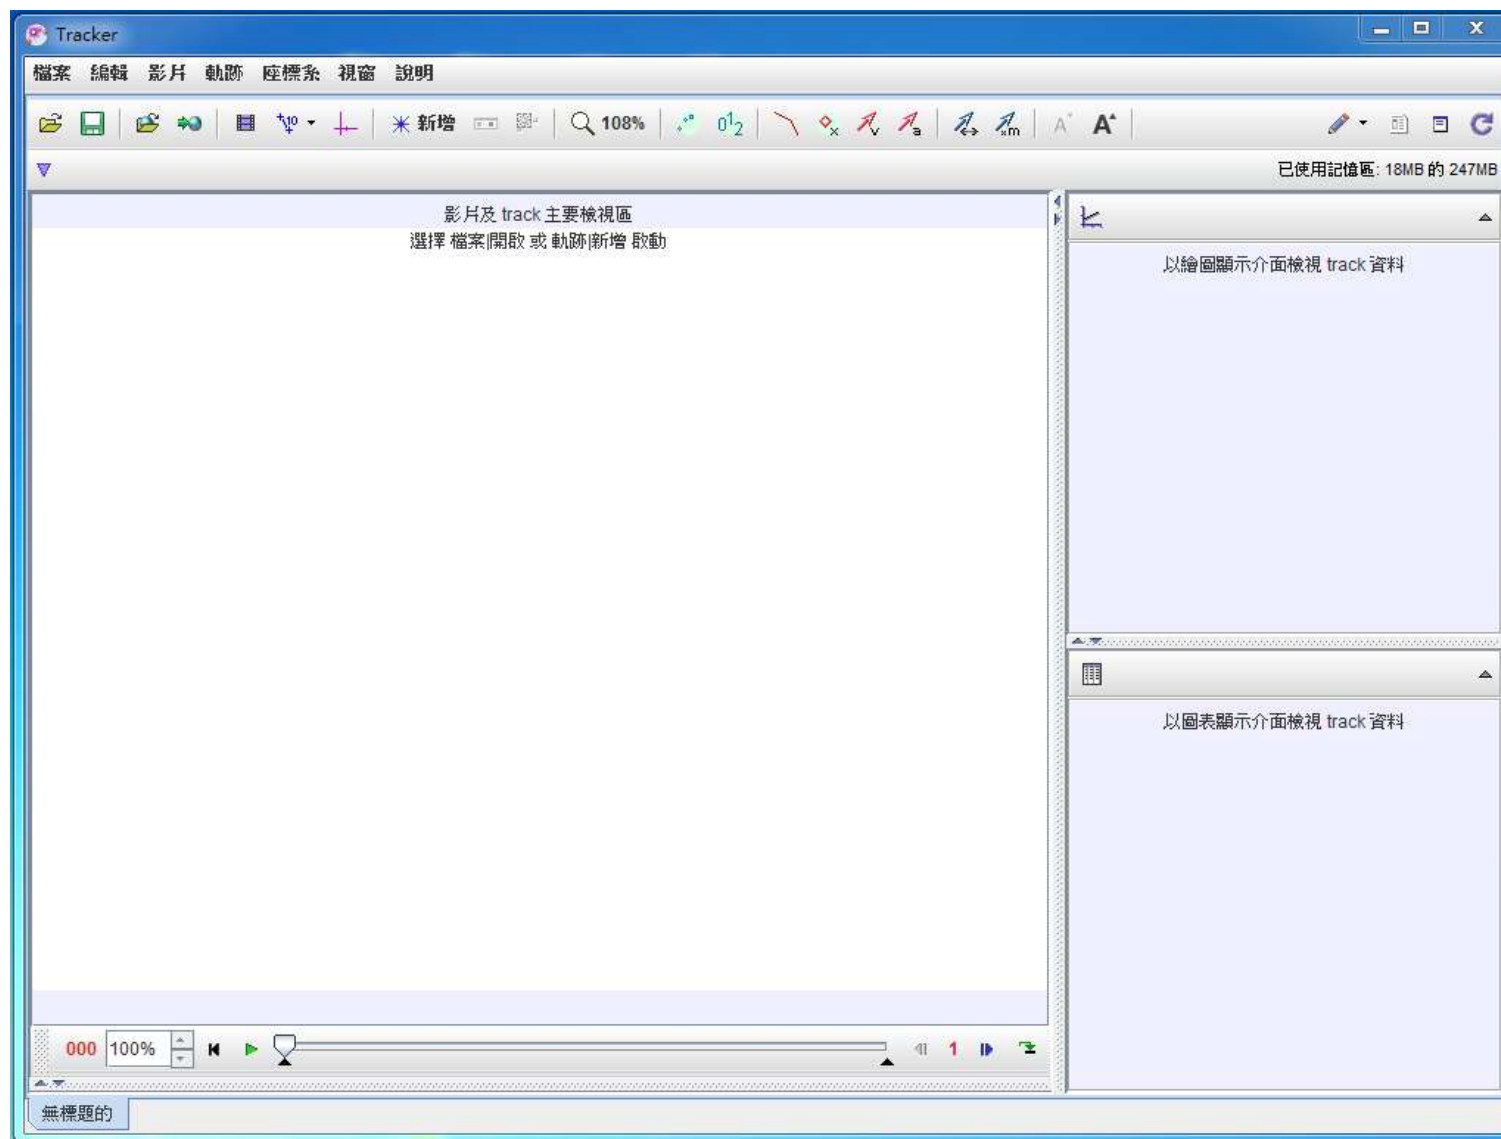 Tracker
檔案 編輯 影片 軌跡 座標系 視窗 說明
新增 108% 0¹2 x v a xm A A
已使用記憶區: 18MB 的 247MB
影片及 track 主要檢視區
選擇 檔案|開啟 或 軌跡|新增 啟動
以繪圖顯示介面檢視 track 資料
以圖表顯示介面檢視 track 資料
000 100% 1
無標題的